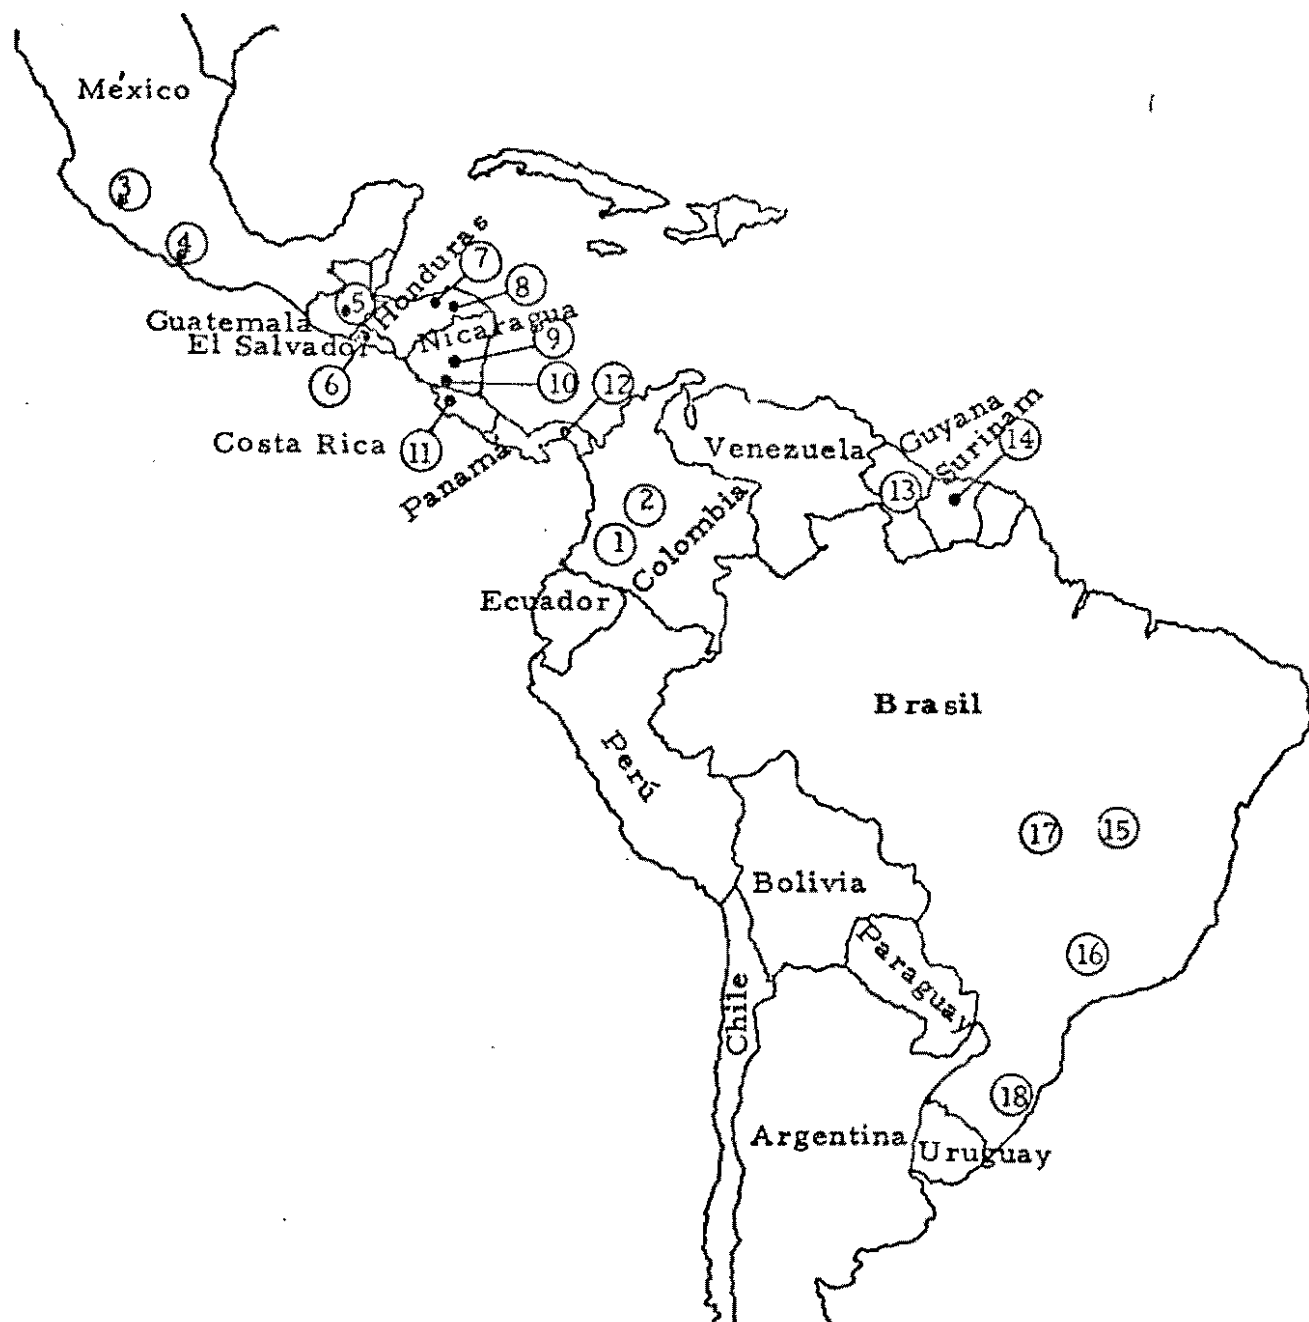 México
3
4
Honduras
7
5
8
Guatemala
Nicaragua
El Salvador
9
6
10
12
Costa Rica
11
Panamá
Venezuela
Guyana
Surinam
14
13
2
1
Colombia
Ecuador
Brasil
Perú
17
15
Bolivia
Paraguay
16
Chile
18
Argentina
Uruguay